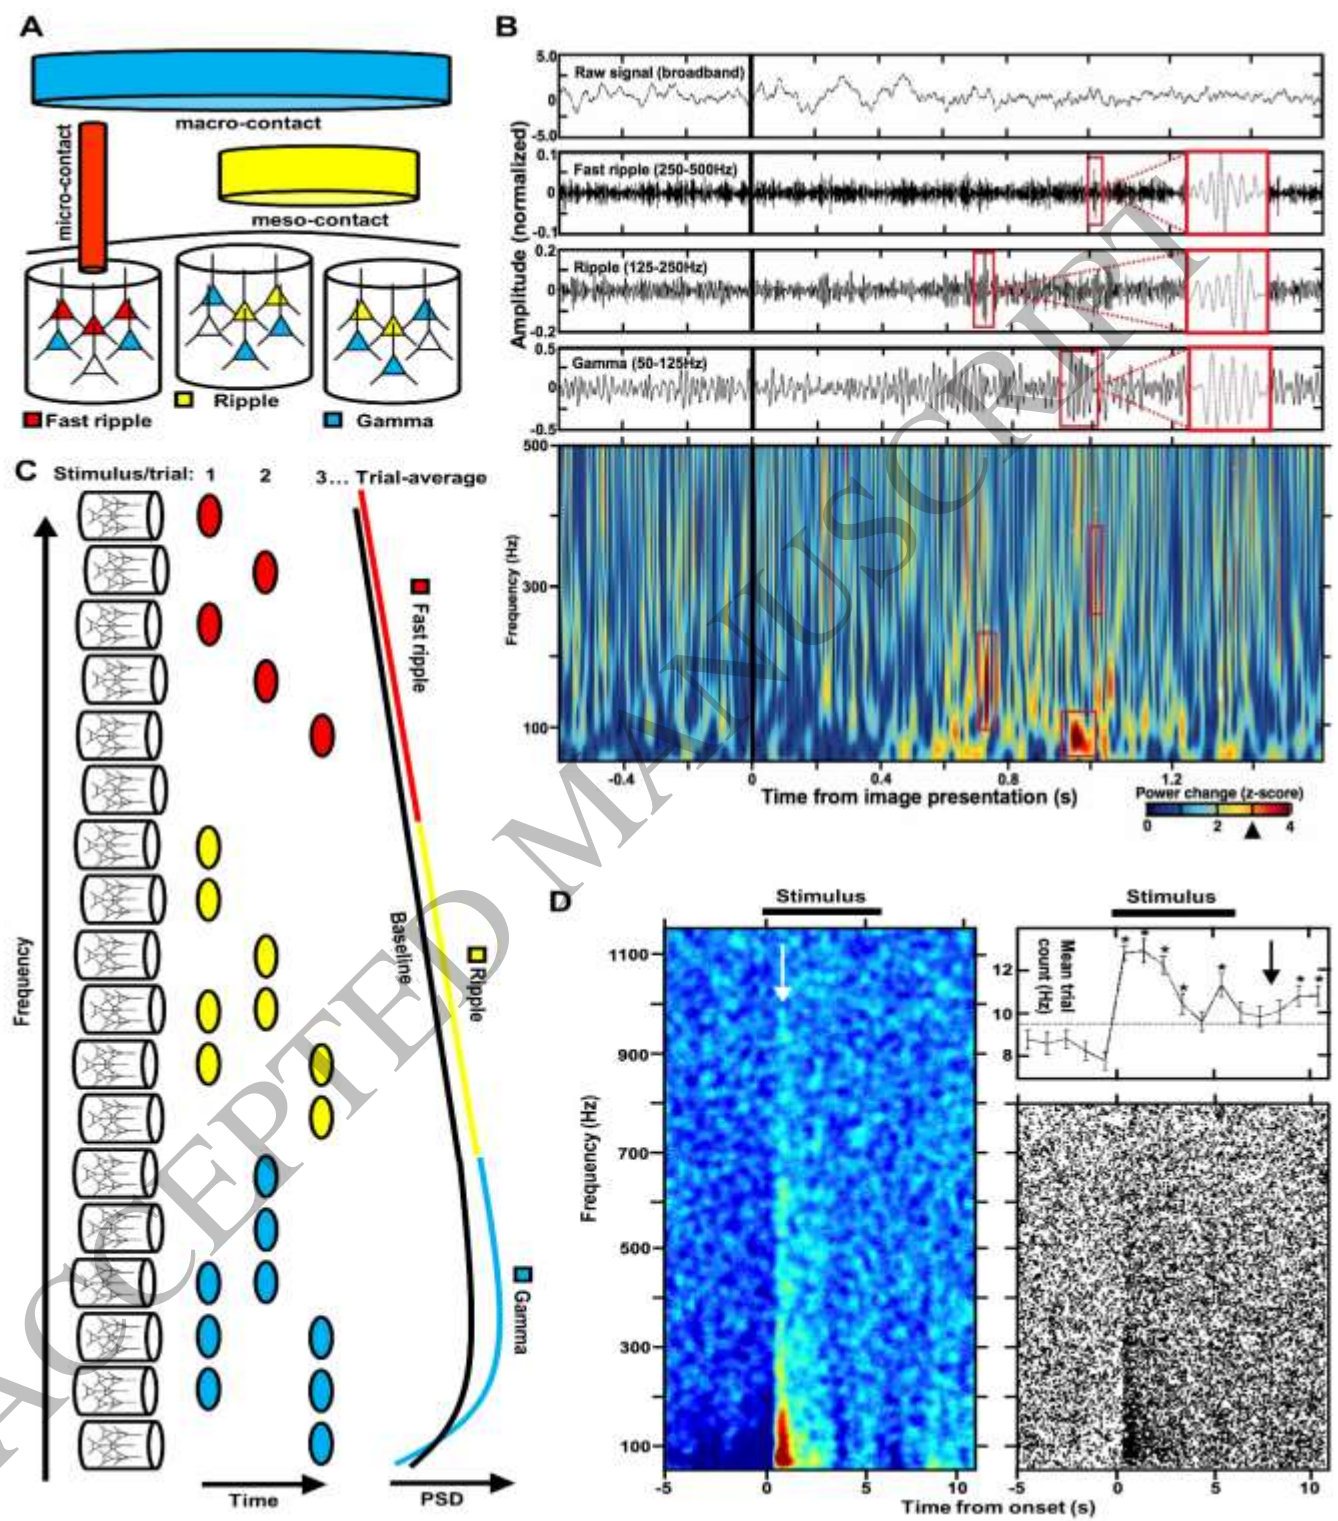 A
macro-contact
micro-contact
meso-contact
Fast ripple
Ripple
Gamma
B
Amplitude (normalized)
5.0
0
-5.0
Raw signal (broadband)
0.1
0
-0.1
Fast ripple (250-500Hz)
0.2
0
-0.2
Ripple (125-250Hz)
0.5
0
-0.5
Gamma (50-125Hz)
Frequency (Hz)
500
300
100
-0.4 0 0.4 0.8 1 1.2
Time from image presentation (s)
Power change (z-score)
0 2 4
C
Stimulus/trial: 1 2 3... Trial-average
Frequency
Fast ripple
Baseline
Ripple
Gamma
Time
PSD
D
Stimulus
Frequency (Hz)
1100
900
700
500
300
100
-5 0 5 10
Stimulus
Mean trial
count (Hz)
12
10
8
* * * * * * *
-5 0 5 10
Time from onset (s)
ACCEPTED MANUSCRIPT